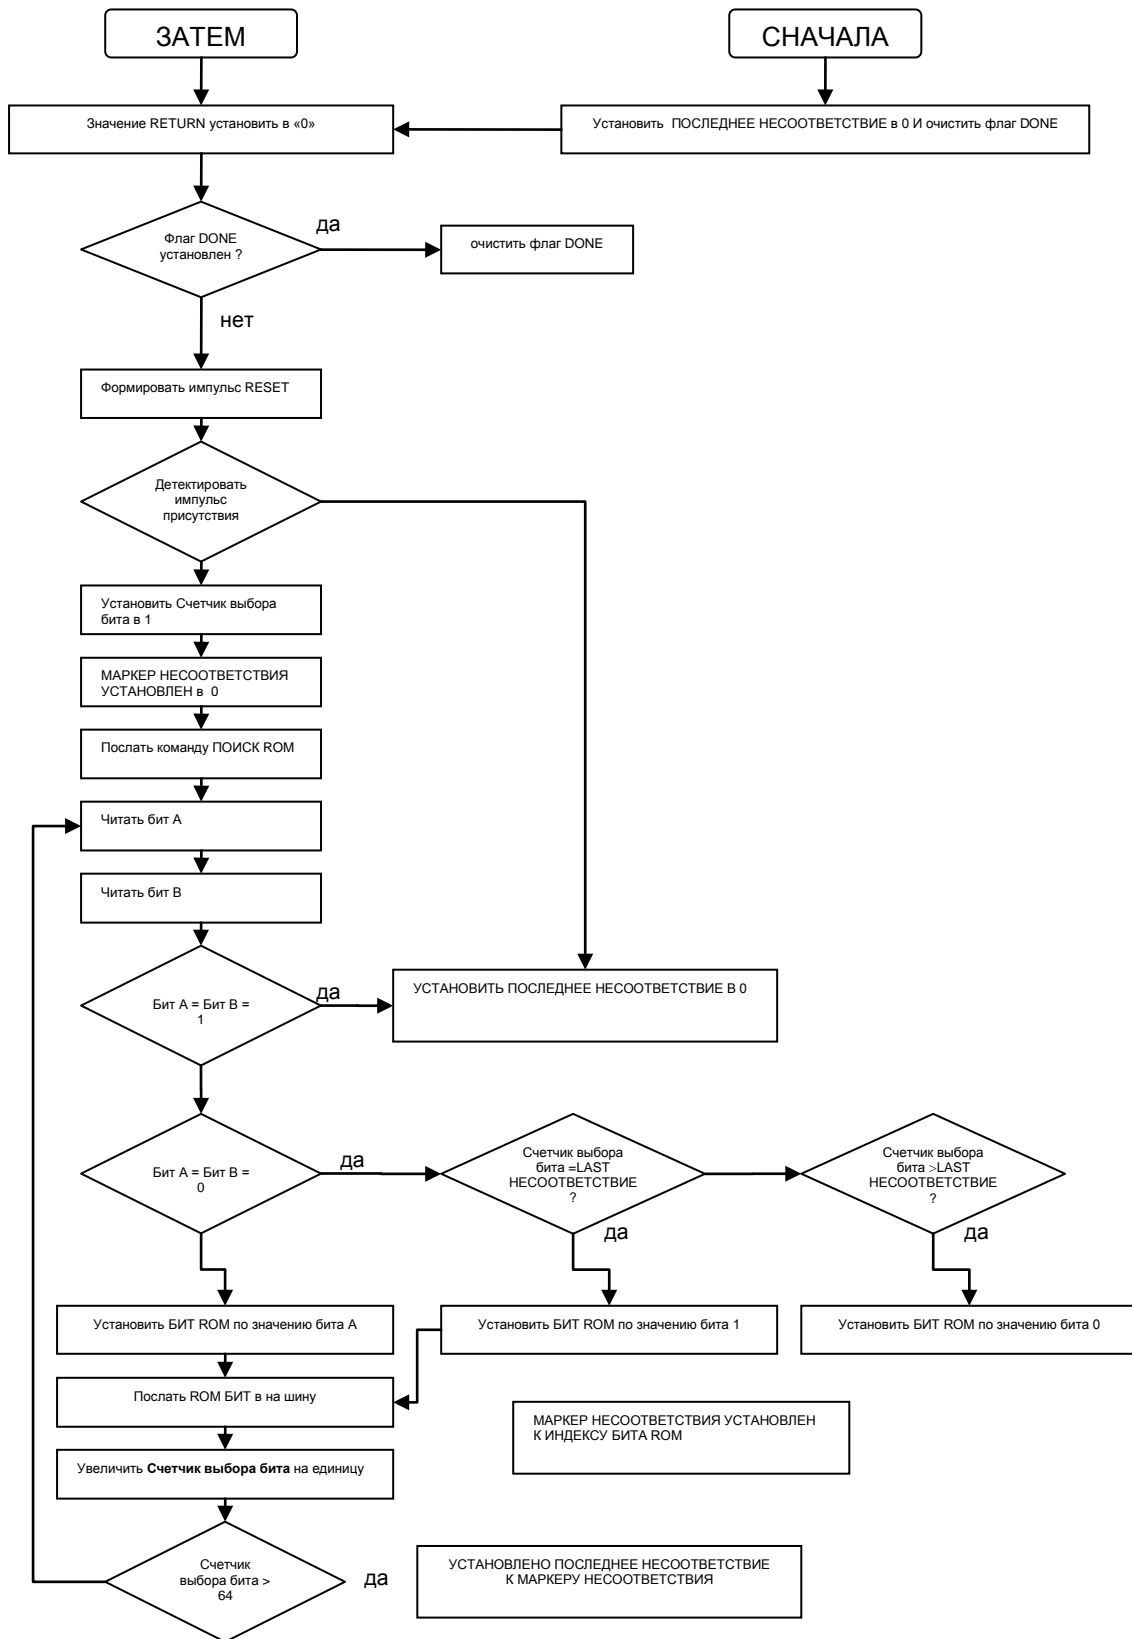 ЗАТЕМ
СНАЧАЛА
Значение RETURN установить в «0»
Установить ПОСЛЕДНЕЕ НЕСООТВЕТСТВИЕ в 0 И очистить флаг DONE
Флаг DONE
установлен ?
да
очистить флаг DONE
нет
Формировать импульс RESET
Детектировать
импульс
присутствия
Установить Счетчик выбора
бита в 1
МАРКЕР НЕСООТВЕТСТВИЯ
УСТАНОВЛЕН в 0
Послать команду ПОИСК ROM
Читать бит А
Читать бит В
Бит А = Бит В =
1
да
УСТАНОВИТЬ ПОСЛЕДНЕЕ НЕСООТВЕТСТВИЕ В 0
Бит А = Бит В =
0
да
Счетчик выбора
бита =LAST
НЕСООТВЕТСТВИЕ
?
да
Счетчик выбора
бита >LAST
НЕСООТВЕТСТВИЕ
?
да
Установить БИТ ROM по значению бита А
Установить БИТ ROM по значению бита 1
Установить БИТ ROM по значению бита 0
Послать ROM БИТ в на шину
МАРКЕР НЕСООТВЕТСТВИЯ УСТАНОВЛЕН
К ИНДЕКСУ БИТА ROM
Увеличить Счетчик выбора бита на единицу
Счетчик
выбора бита >
64
да
УСТАНОВЛЕНО ПОСЛЕДНЕЕ НЕСООТВЕТСТВИЕ
К МАРКЕРУ НЕСООТВЕТСТВИЯ